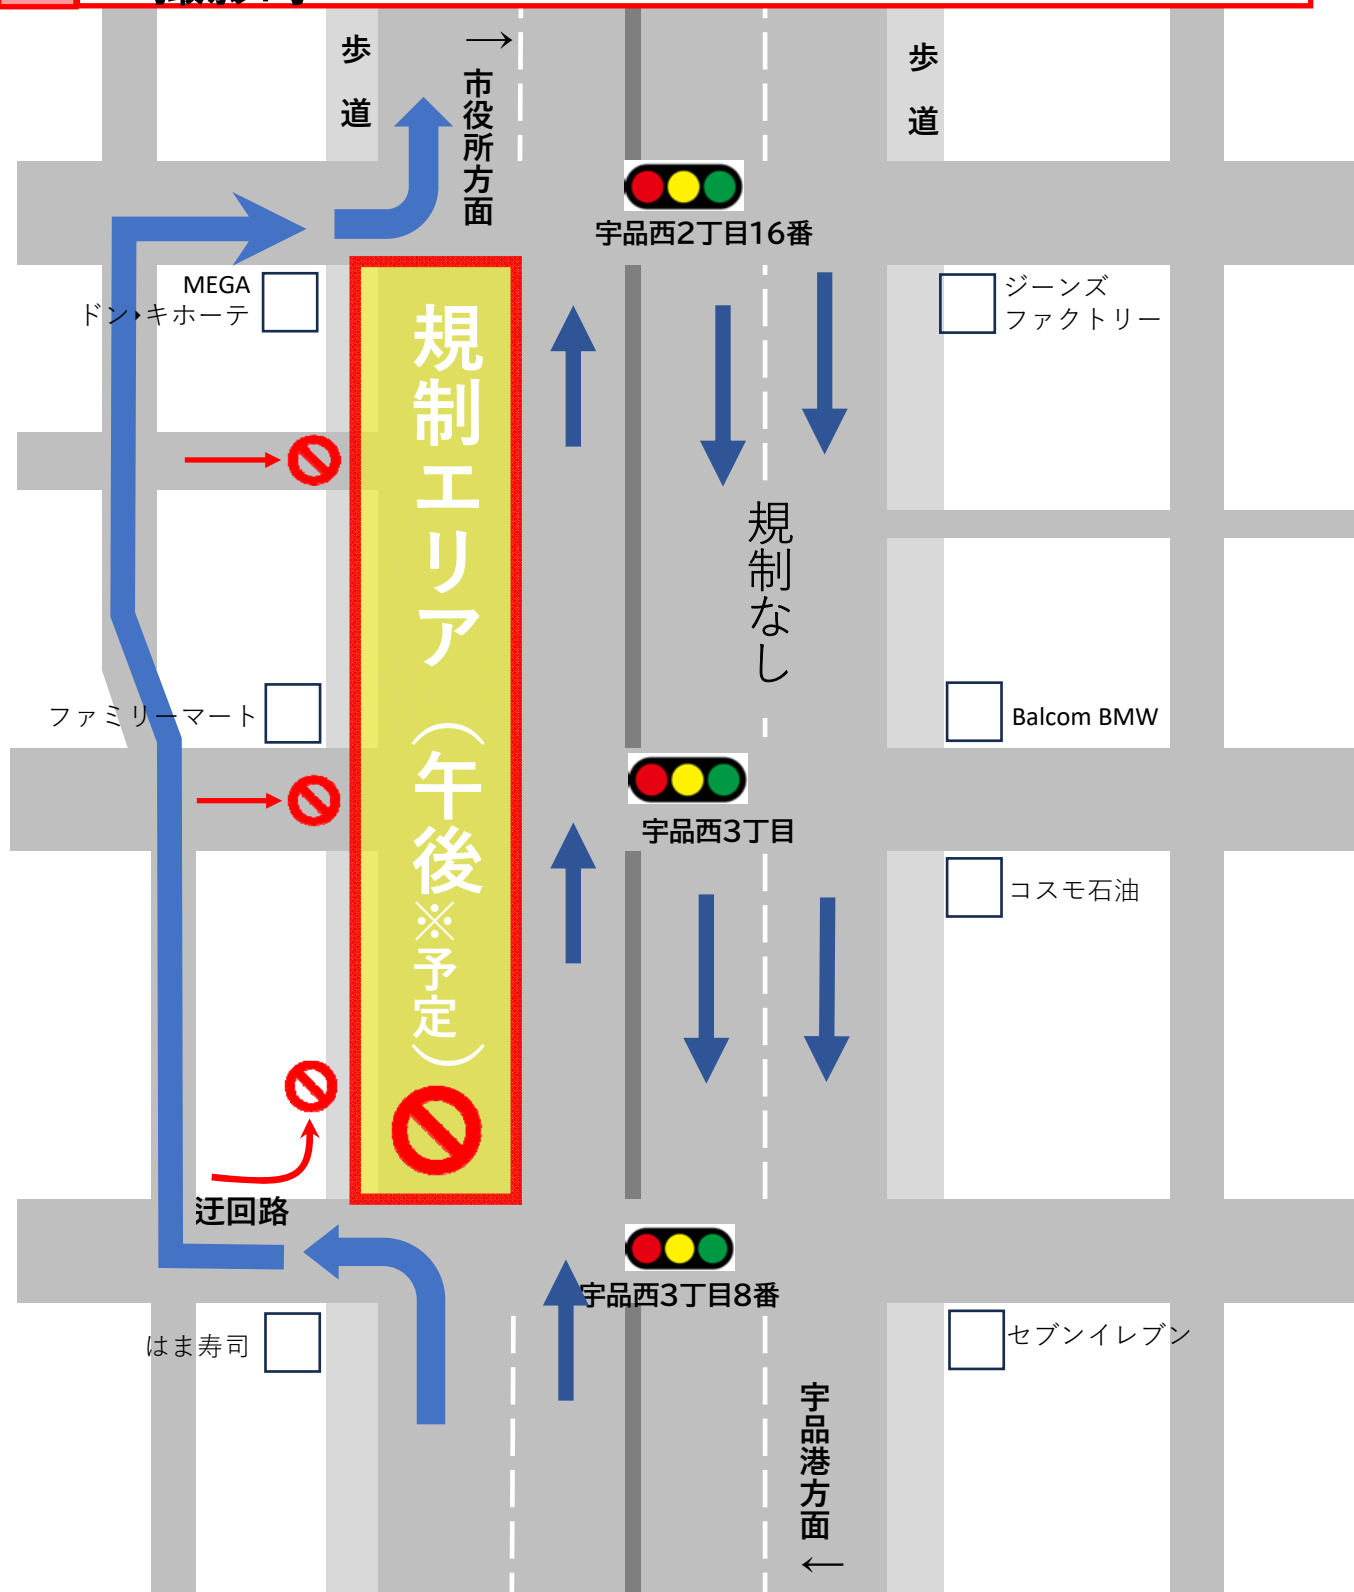 歩道
→市役所方面
歩道
宇品西2丁目16番
MEGA
ドン・キホーテ
ジーンズ
ファクトリー
規制エリア（午後※予定）
規制なし
ファミリーマート
Balcom BMW
宇品西3丁目
コスモ石油
迂回路
宇品西3丁目8番
はま寿司
セブンイレブン
宇品港方面←